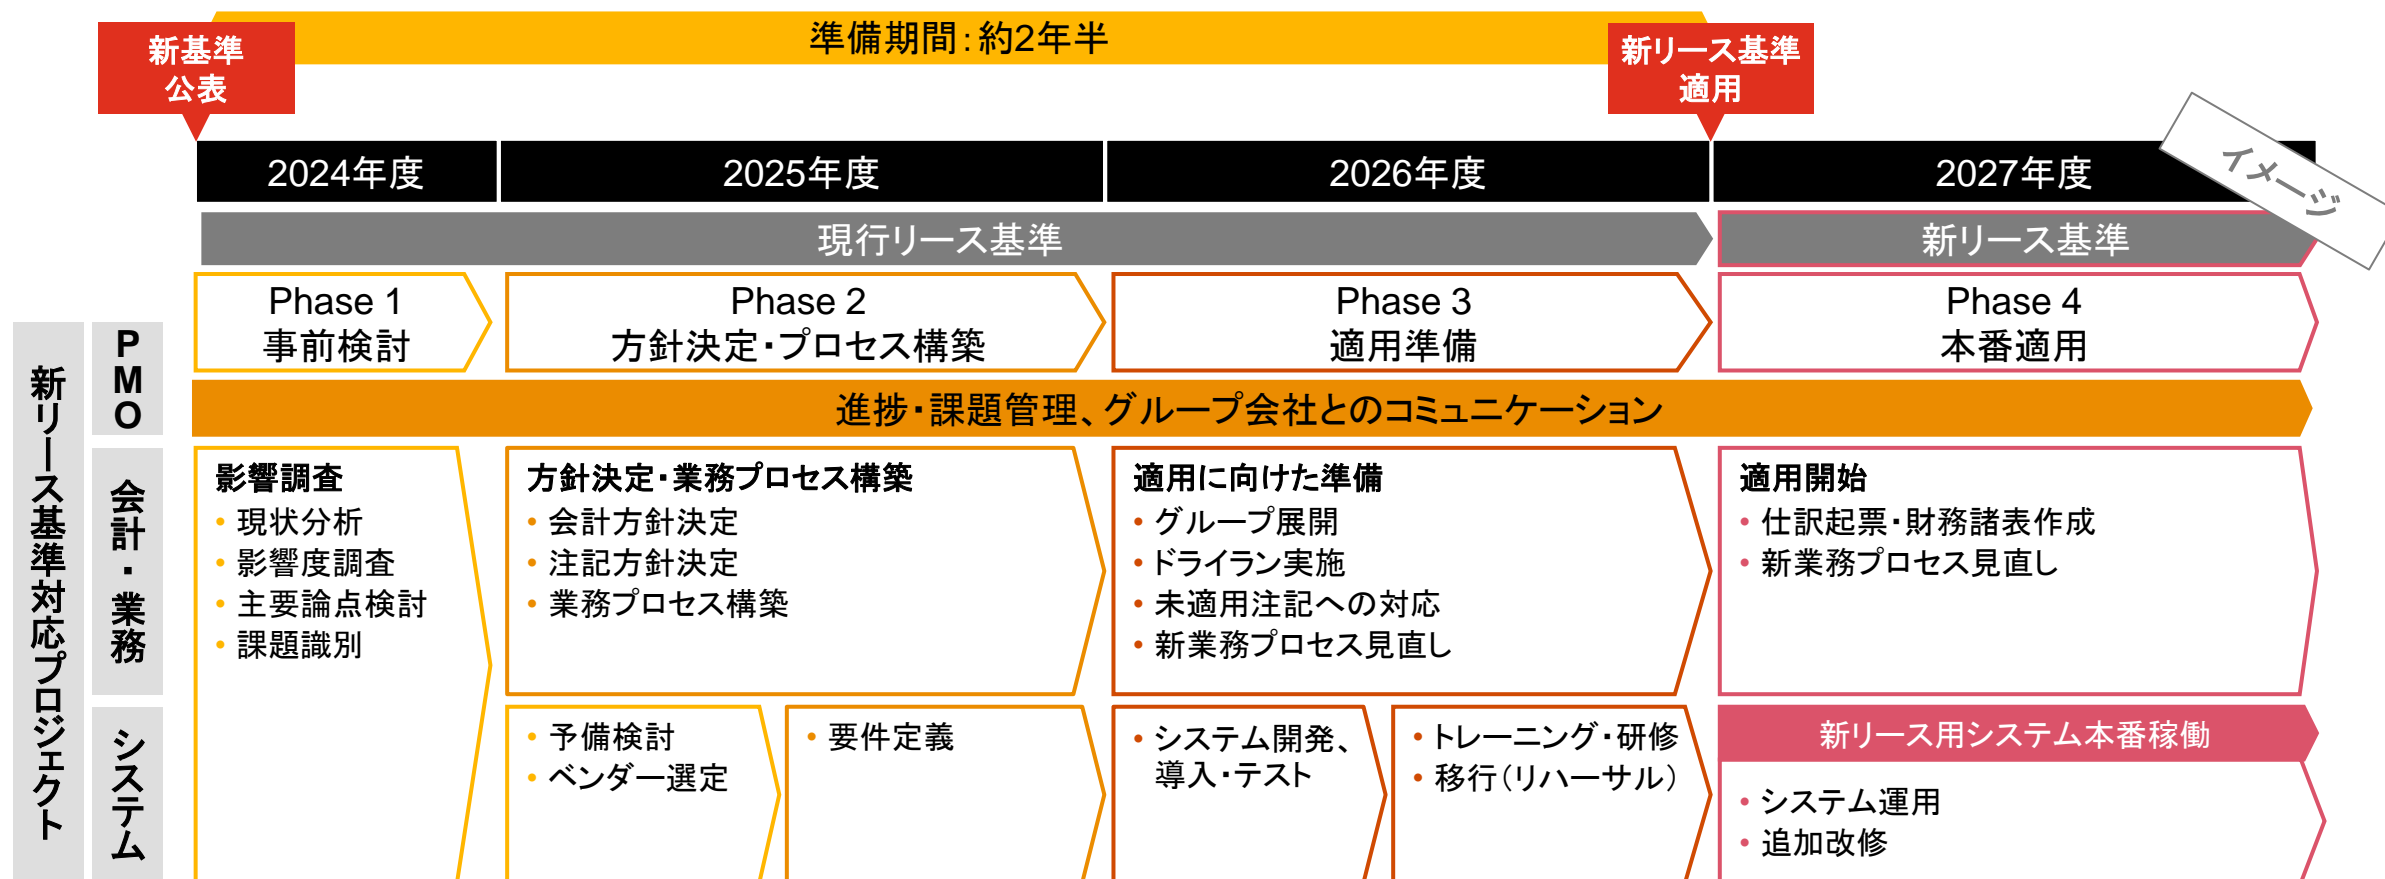 準備期間：約2年半
新基準
公表
新リース基準
適用
イメージ
2024年度
2025年度
2026年度
2027年度
現行リース基準
新リース基準
Phase 1
事前検討
Phase 2
方針決定・プロセス構築
Phase 3
適用準備
Phase 4
本番適用
新リース基準対応プロジェクト
PMO
進捗・課題管理、グループ会社とのコミュニケーション
会計・業務
影響調査
• 現状分析
• 影響度調査
• 主要論点検討
• 課題識別
方針決定・業務プロセス構築
• 会計方針決定
• 注記方針決定
• 業務プロセス構築
適用に向けた準備
• グループ展開
• ドライラン実施
• 未適用注記への対応
• 新業務プロセス見直し
適用開始
• 仕訳起票・財務諸表作成
• 新業務プロセス見直し
システム
• 予備検討
• ベンダー選定
• 要件定義
• システム開発、
導入・テスト
• トレーニング・研修
• 移行（リハーサル）
新リース用システム本番稼働
• システム運用
• 追加改修